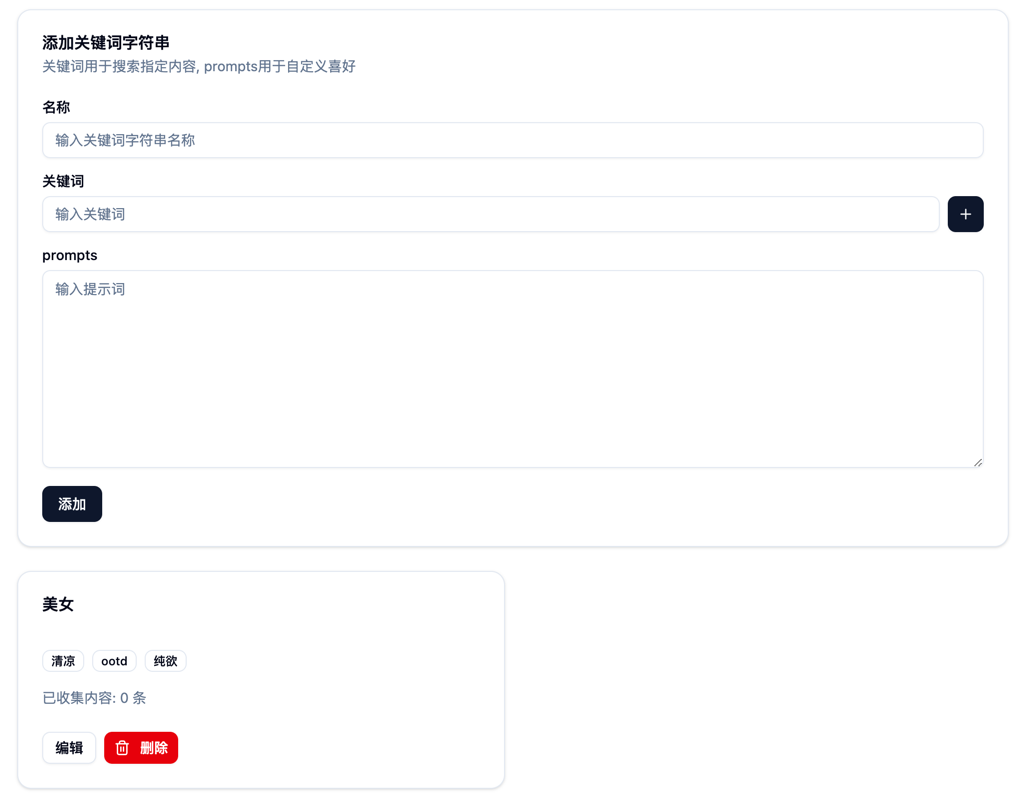 添加关键词字符串
关键词用于搜索指定内容, prompts用于自定义喜好
名称
输入关键词字符串名称
关键词
输入关键词
+
prompts
输入提示词
添加
美女
清凉 ootd 纯欲
已收集内容: 0 条
编辑 删除